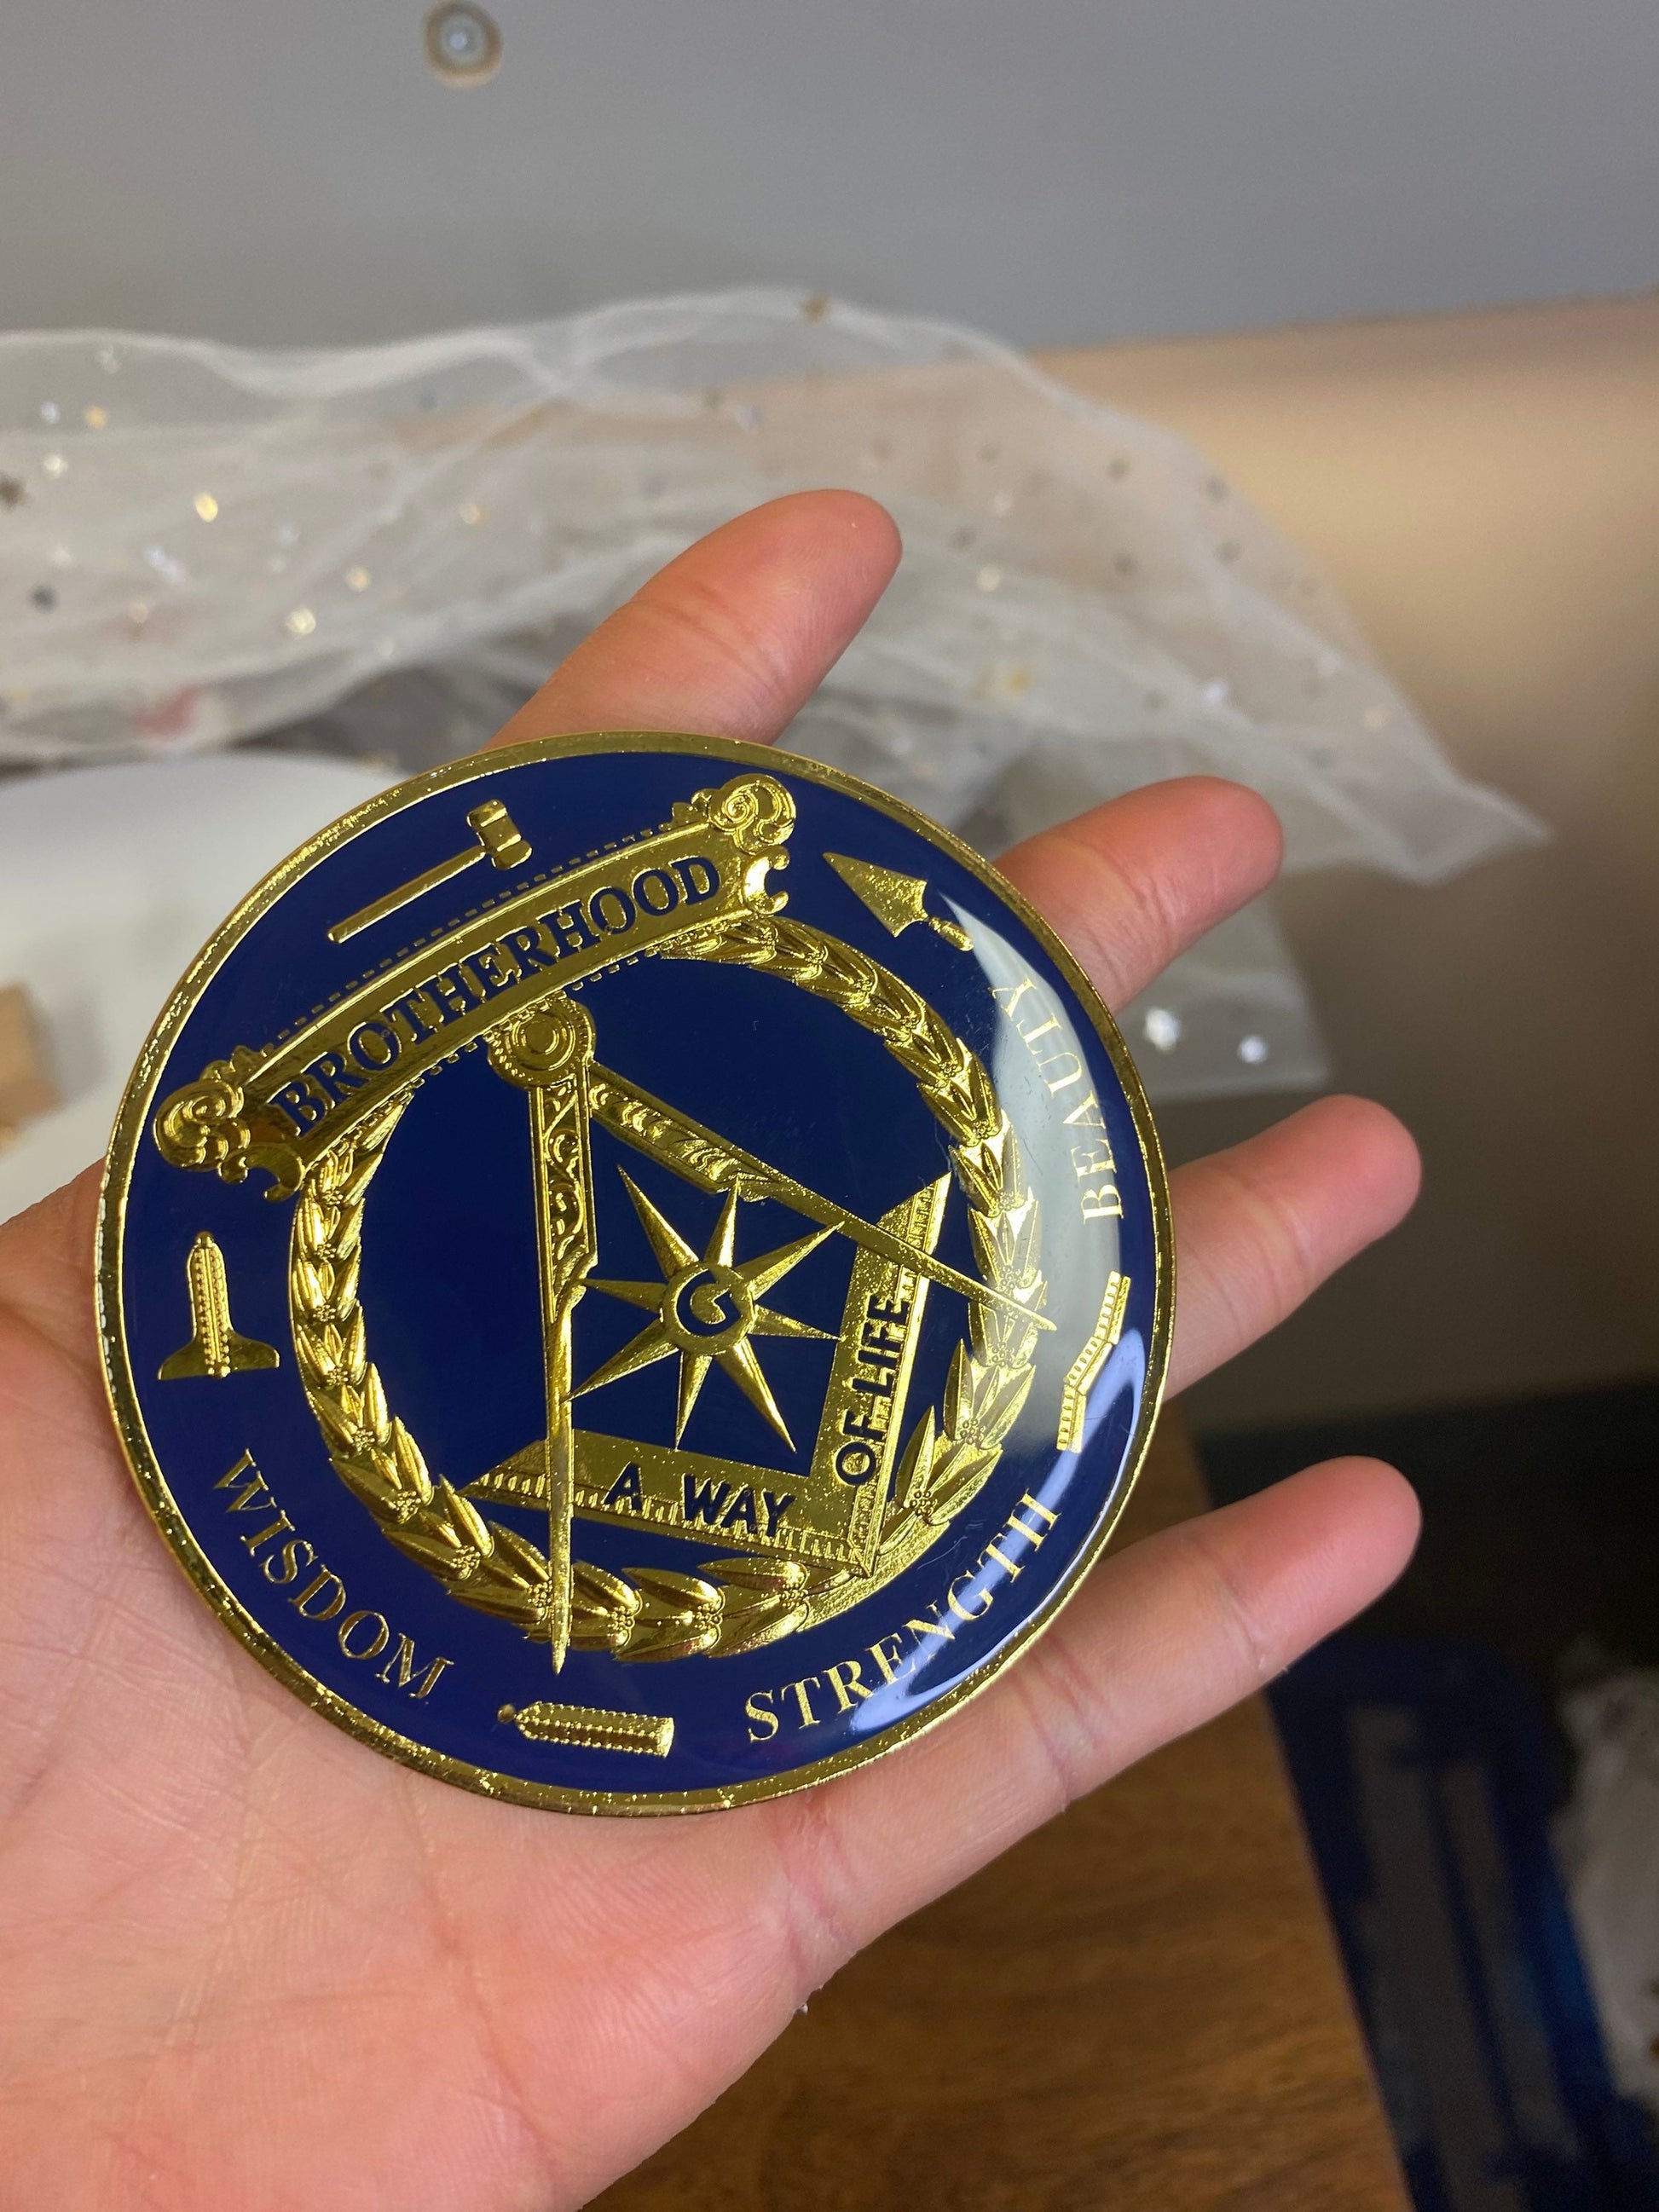 BROTHERHOOD
BEAUTY
G
OF LIFE
A WAY
WISDOM
STRENGTH